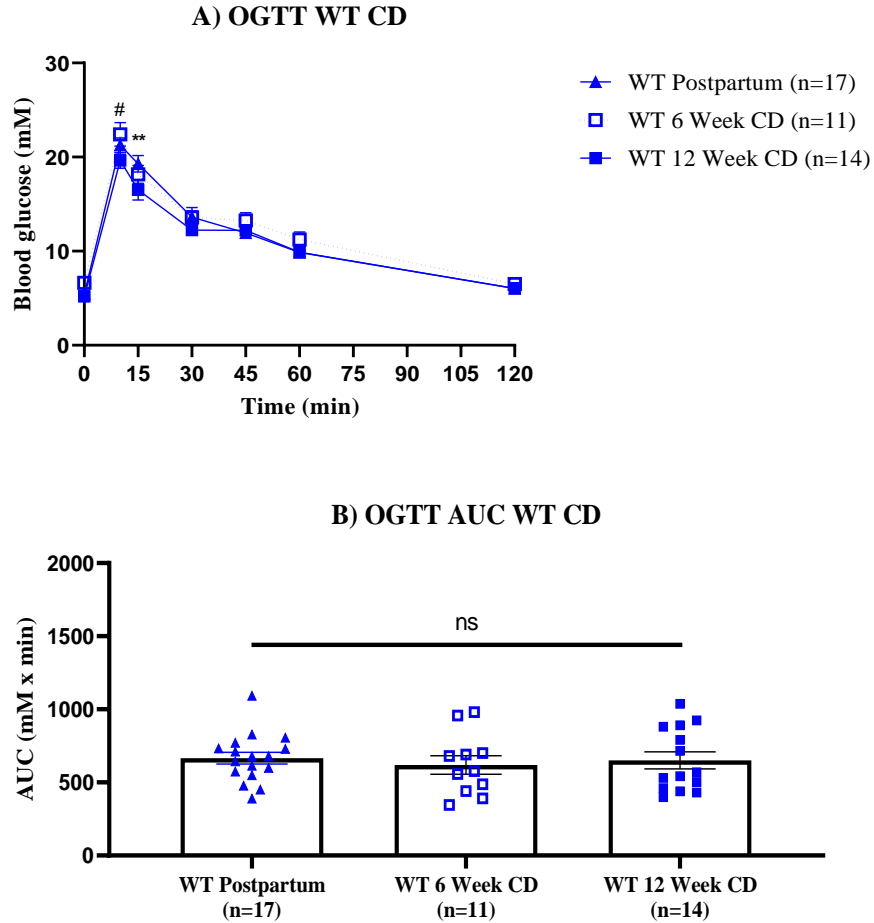 A) OGTT WT CD
Blood glucose (mM)
30
20
10
0
#
**
0 15 30 45 60 75 90 105 120
Time (min)
WT Postpartum (n=17)
WT 6 Week CD (n=11)
WT 12 Week CD (n=14)
B) OGTT AUC WT CD
AUC (mM x min)
2000
1500
1000
500
0
ns
WT Postpartum WT 6 Week CD WT 12 Week CD
(n=17) (n=11) (n=14)